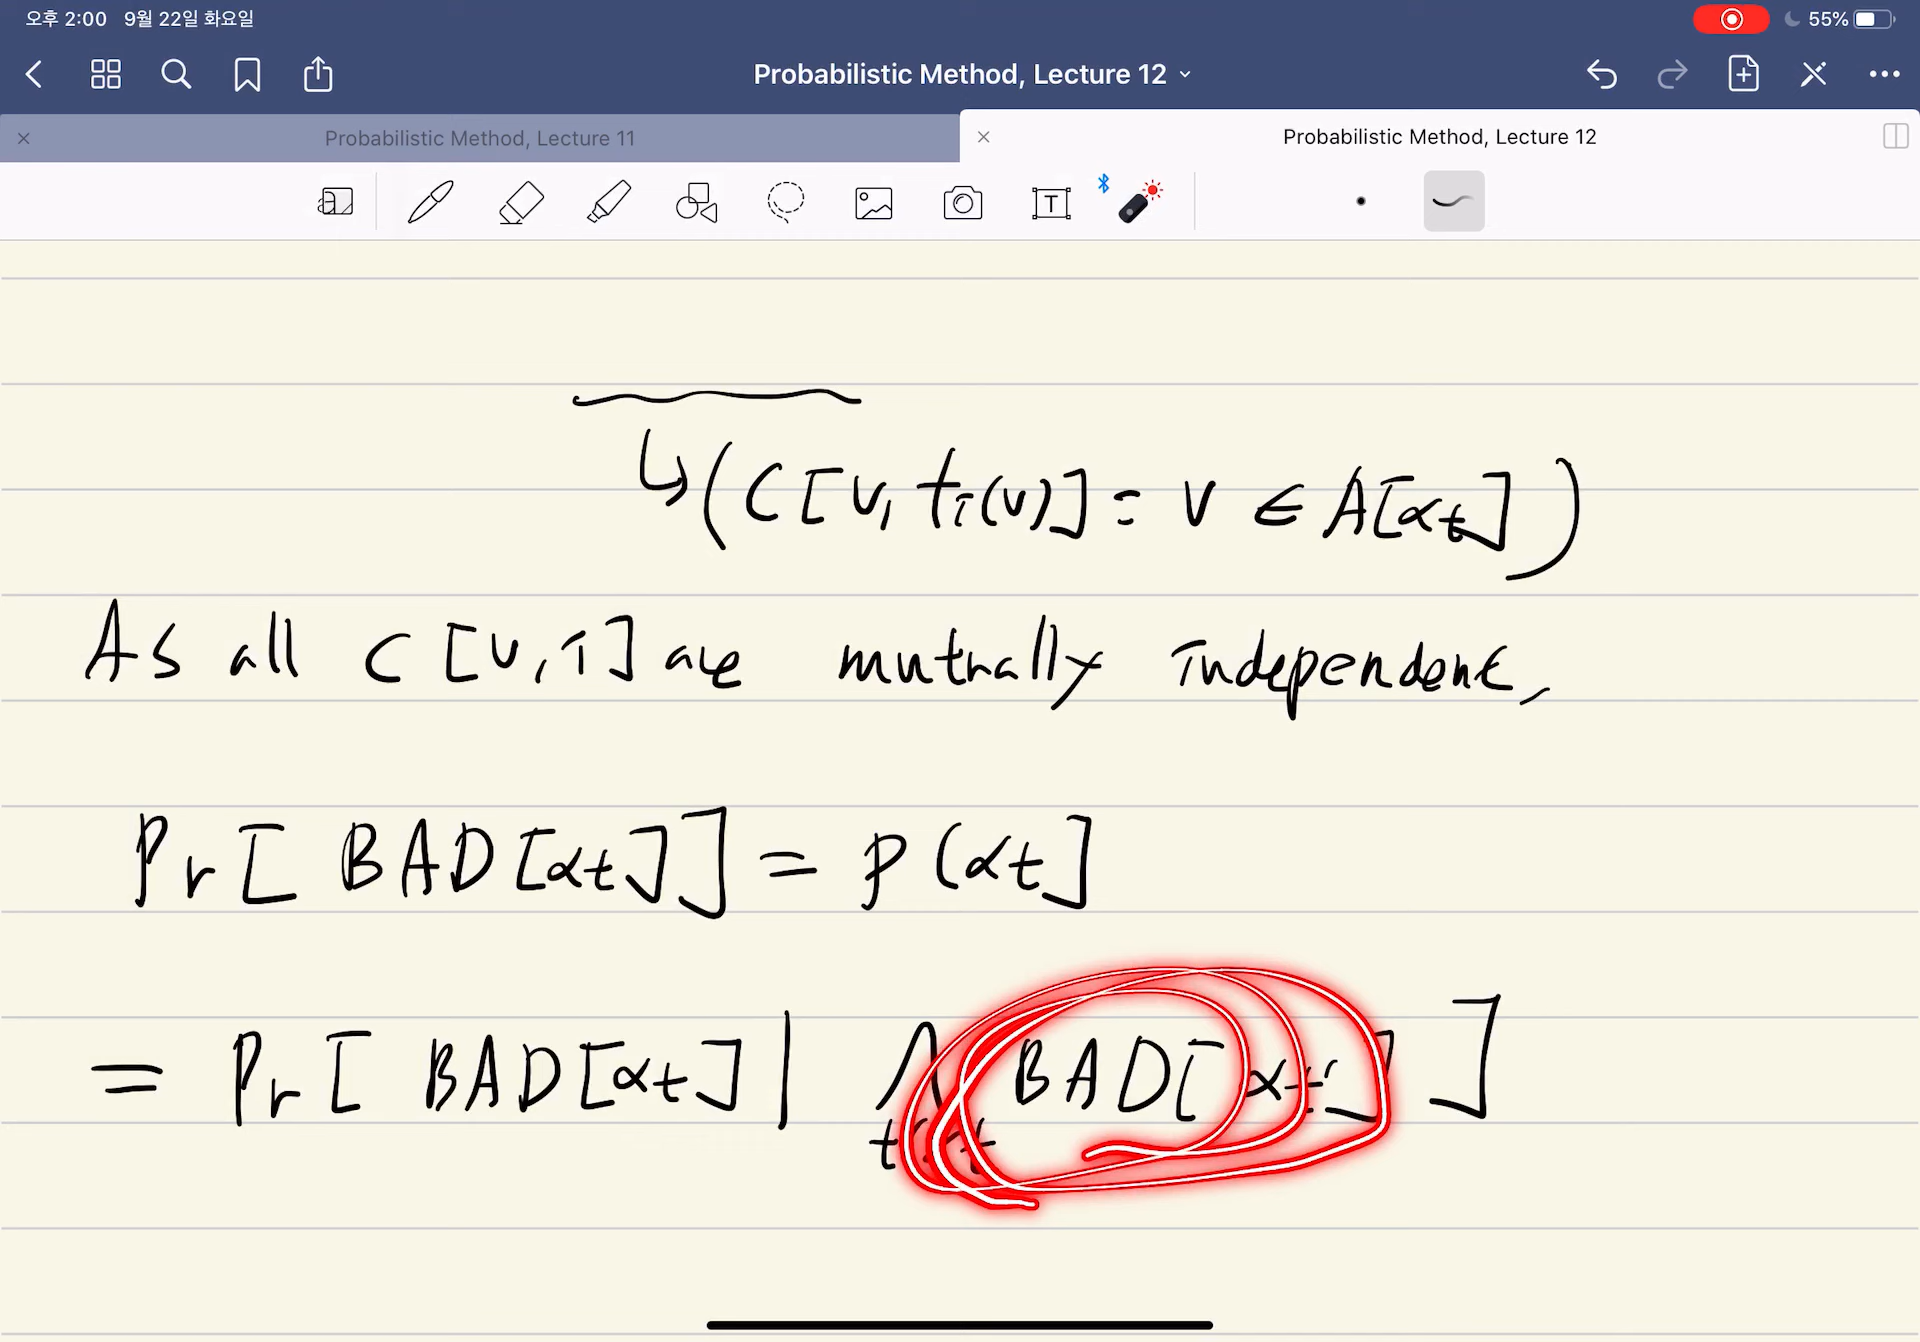 오후 2:00 9월 22일 화요일
55%
Probabilistic Method, Lecture 12
Probabilistic Method, Lecture 11
Probabilistic Method, Lecture 12
a T
↳ (C[v, t_i(v)] = v ∈ A[αt])
As all C[v, i] are mutually independent,
Pr[BAD[αt]] = p(αt]
= Pr[BAD[αt] | ∧ BAD[αt']]